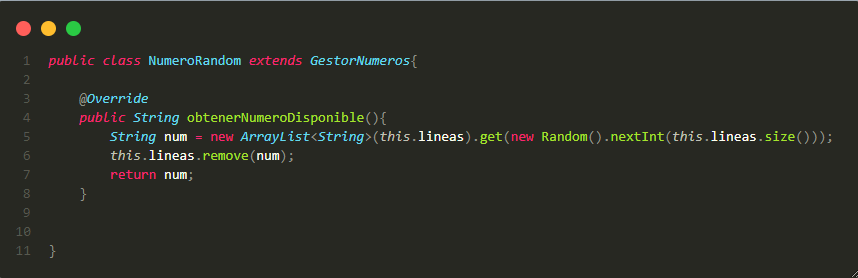 1 public class NumeroRandom extends GestorNumeros{
2
3 @Override
4 public String obtenerNumeroDisponible(){
5 String num = new ArrayList<String>(this.lineas).get(new Random().nextInt(this.lineas.size()));
6 this.lineas.remove(num);
7 return num;
8 }
9
10
11 }